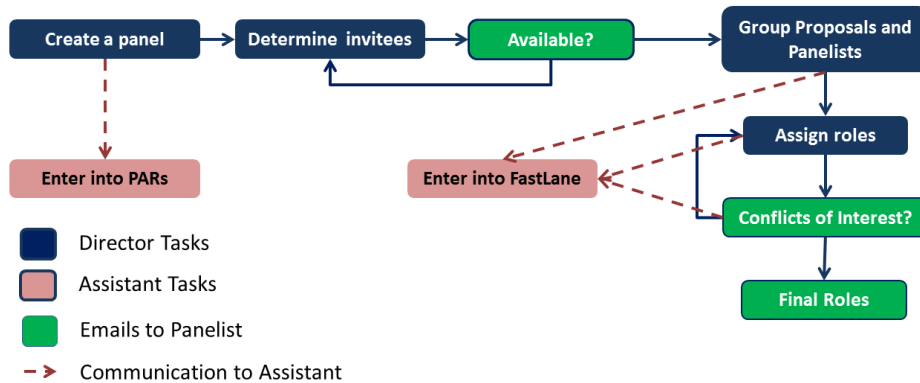 Create a panel
Determine invitees
Available?
Group Proposals and
Panelists
Assign roles
Enter into PARs
Enter into FastLane
Conflicts of Interest?
Final Roles
Director Tasks
Assistant Tasks
Emails to Panelist
Communication to Assistant